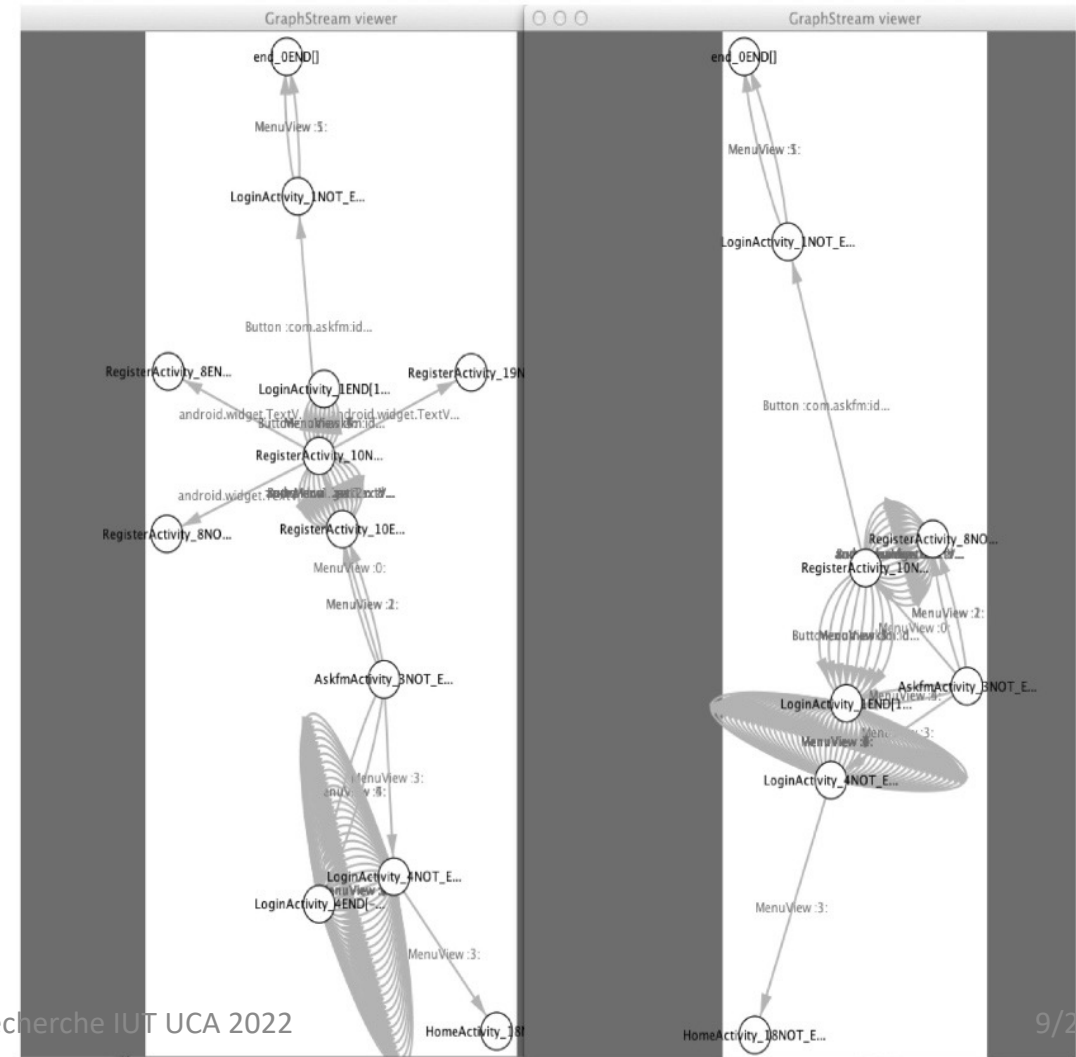 GraphStream viewer
end_0END[]
MenuView :5:
LoginActivity_1NOT_E...
Button :com.askfm:id...
RegisterActivity_8EN...
LoginActivity_1END[1...
RegisterActivity_19N
android.widget.TextV...
android.widget.TextV...
RegisterActivity_10N...
android.widget.
RegisterActivity_8NO...
RegisterActivity_10E...
MenuView :0:
MenuView :2:
AskfmActivity_3NOT_E...
MenuView :3:
LoginActivity_4NOT_E...
LoginActivity_4END[-...
MenuView :3:
HomeActivity_18N
GraphStream viewer
end_0END[]
MenuView :5:
LoginActivity_1NOT_E...
Button :com.askfm:id...
RegisterActivity_8NO...
RegisterActivity_10N...
MenuView :2:
MenuView :0:
AskfmActivity_3NOT_E...
LoginActivity_1END[1...
MenuView :3:
LoginActivity_4NOT_E...
MenuView :3:
HomeActivity_18NOT_E...
cherche IUT UCA 2022
9/2